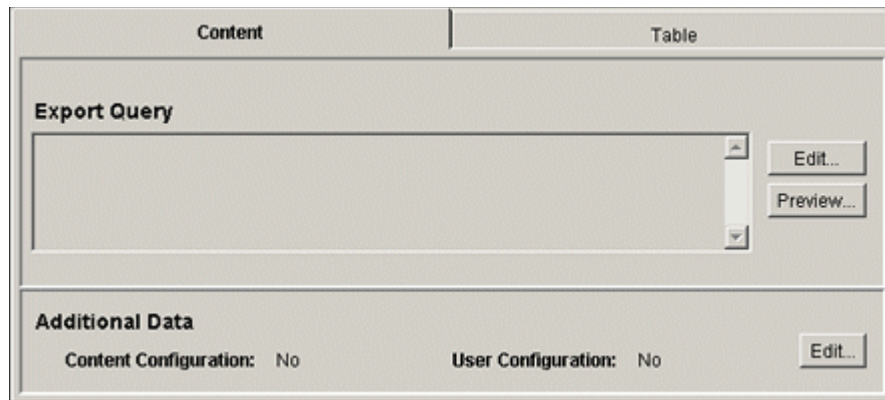 Content Table
Export Query
Edit...
Preview...
Additional Data
Content Configuration: No User Configuration: No Edit...